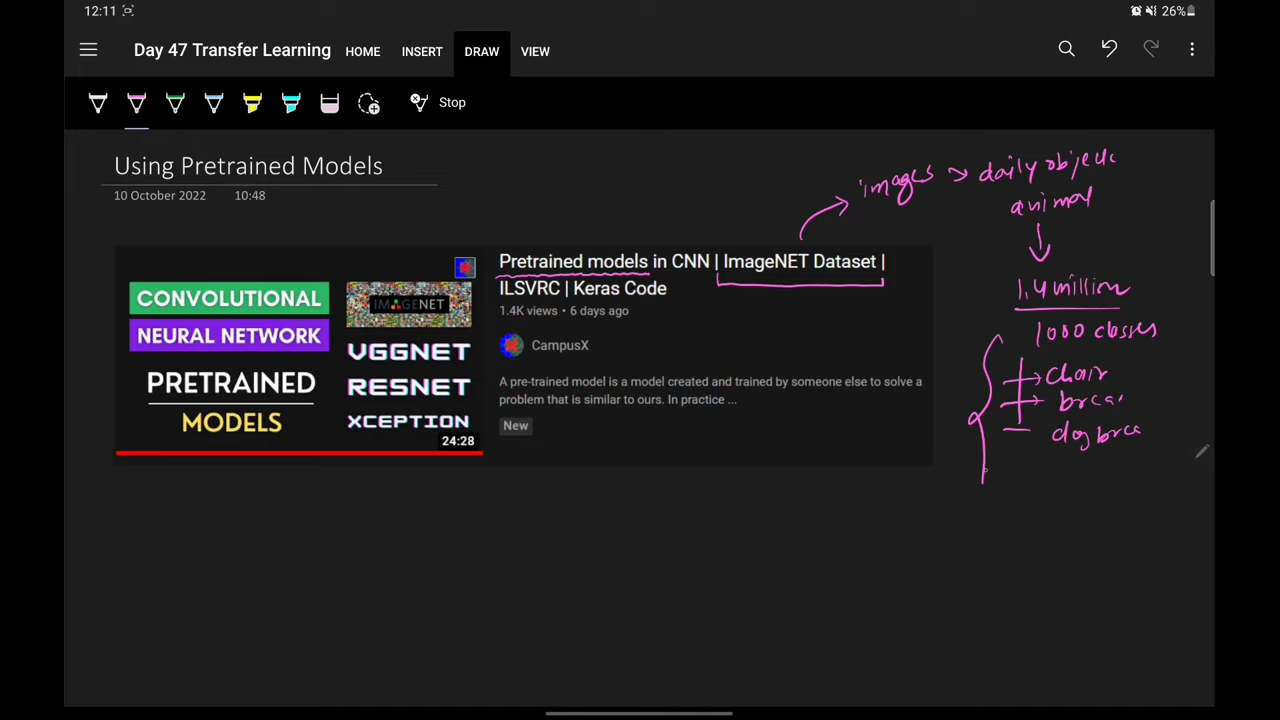 12:11
26%
Day 47 Transfer Learning
HOME
INSERT
DRAW
VIEW
Stop
Using Pretrained Models
10 October 2022 10:48
images → daily objects
animal
1.4 million
1000 classes
chair
dog brea
CONVOLUTIONAL
NEURAL NETWORK
PRETRAINED
MODELS
IMAGENET
VGGNET
RESNET
XCEPTION
24:28
Pretrained models in CNN | ImageNET Dataset |
ILSVRC | Keras Code
1.4K views • 6 days ago
CampusX
A pre-trained model is a model created and trained by someone else to solve a
problem that is similar to ours. In practice ...
New